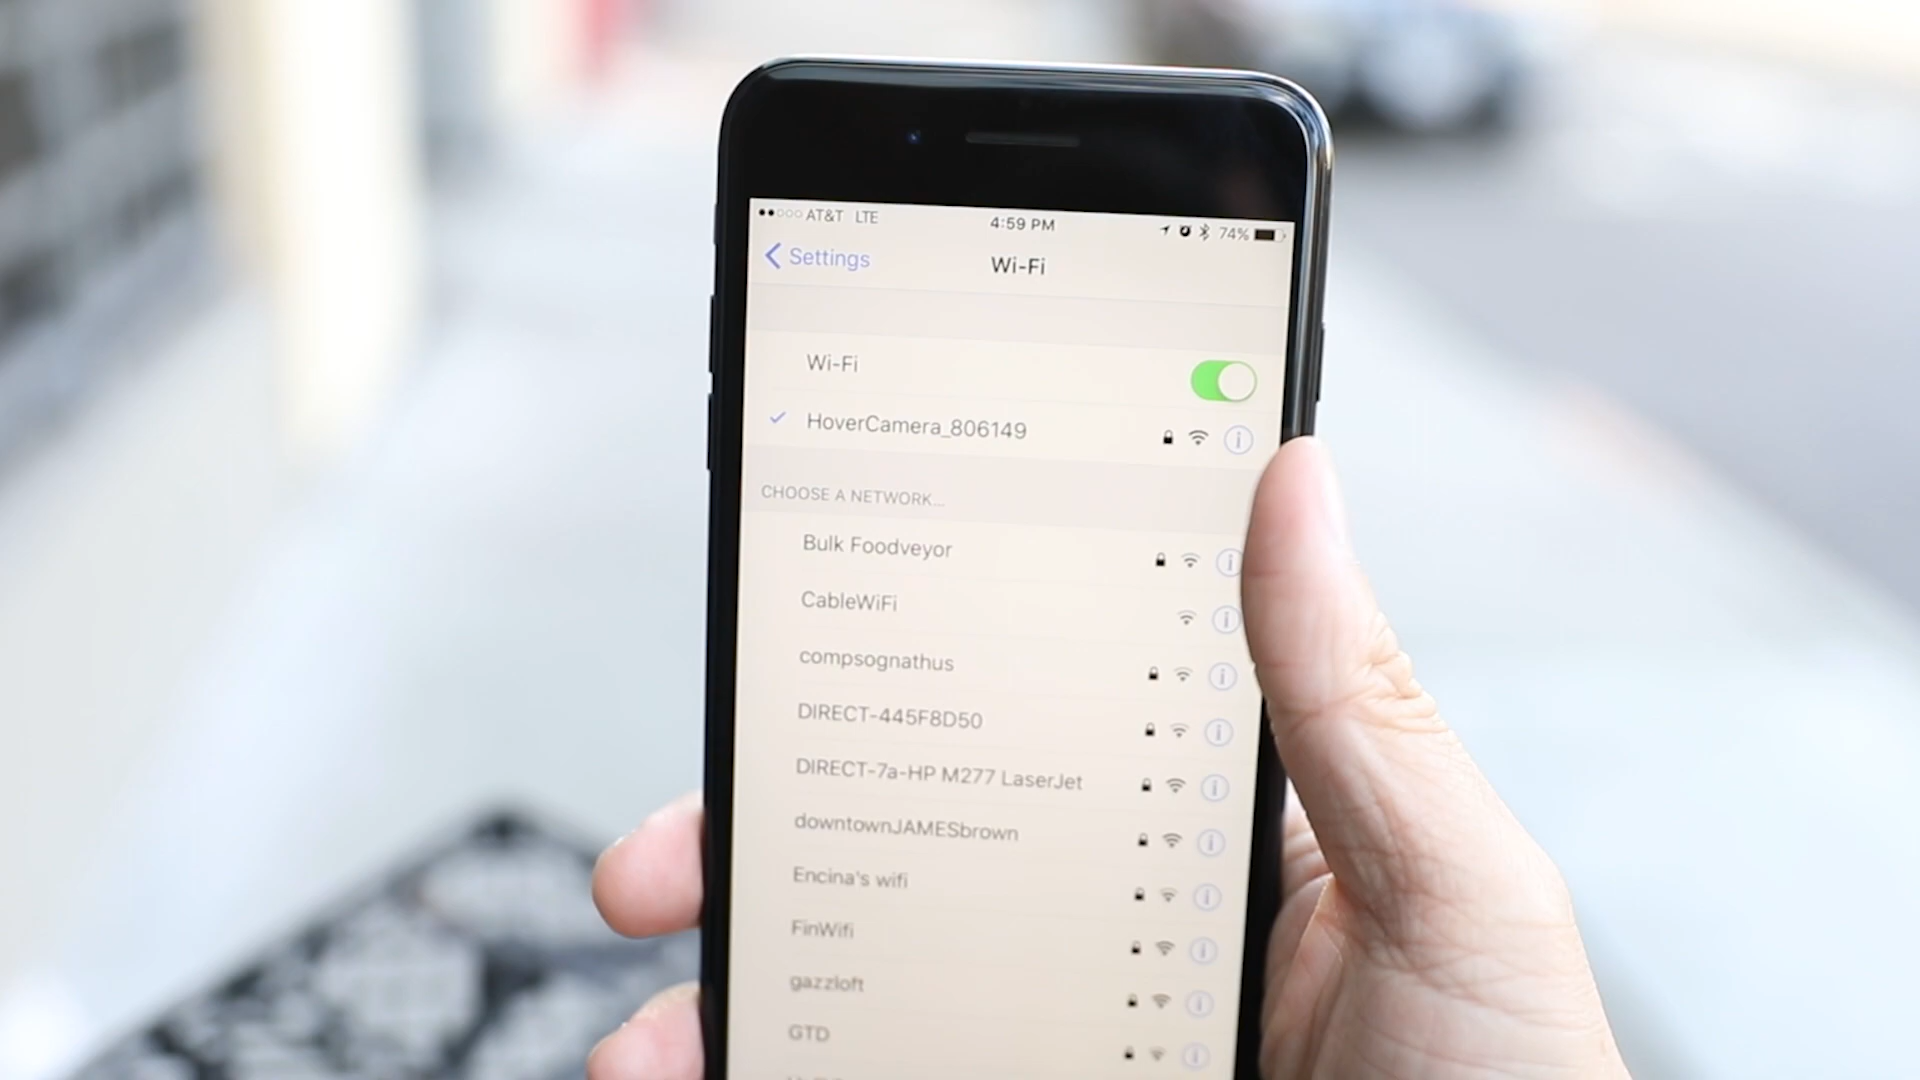 AT&T LTE 4:59 PM 74%
Settings Wi-Fi
Wi-Fi
HoverCamera_806149
CHOOSE A NETWORK...
Bulk Foodveyor
CableWiFi
compsognathus
DIRECT-445F8D50
DIRECT-7a-HP M277 LaserJet
downtownJAMESbrown
Encina's wifi
FinWifi
gazzloft
GTD